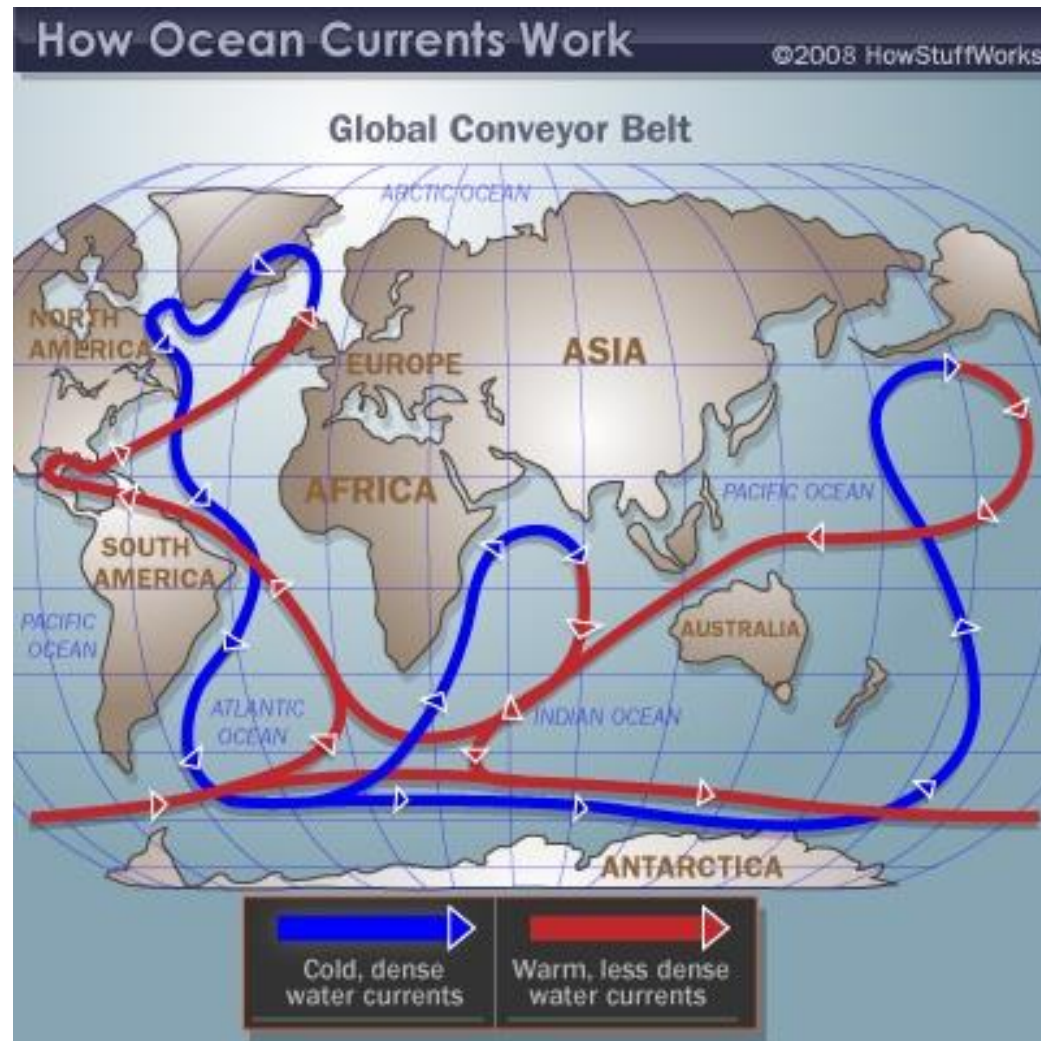 How Ocean Currents Work
©2008 HowStuffWorks
Global Conveyor Belt
ARCTIC OCEAN
NORTH
AMERICA
EUROPE
ASIA
AFRICA
PACIFIC OCEAN
SOUTH
AMERICA
PACIFIC
OCEAN
AUSTRALIA
ATLANTIC
OCEAN
INDIAN OCEAN
ANTARCTICA
Cold, dense
water currents
Warm, less dense
water currents